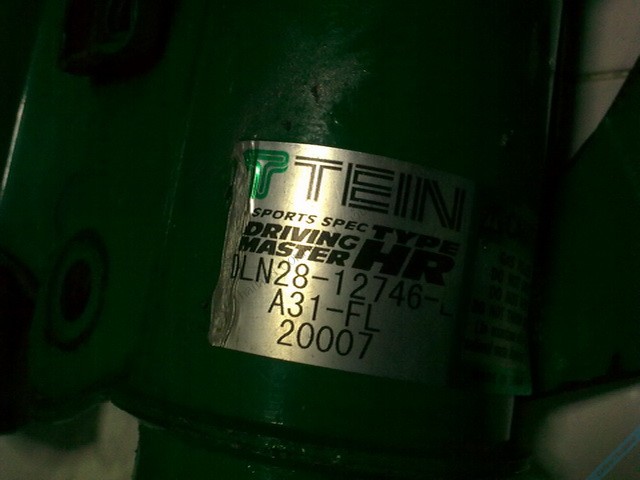 T TEIN
SPORTS SPEC TYPE
DRIVING MASTER HR
DLN28-12746-L
A31-FL
20007